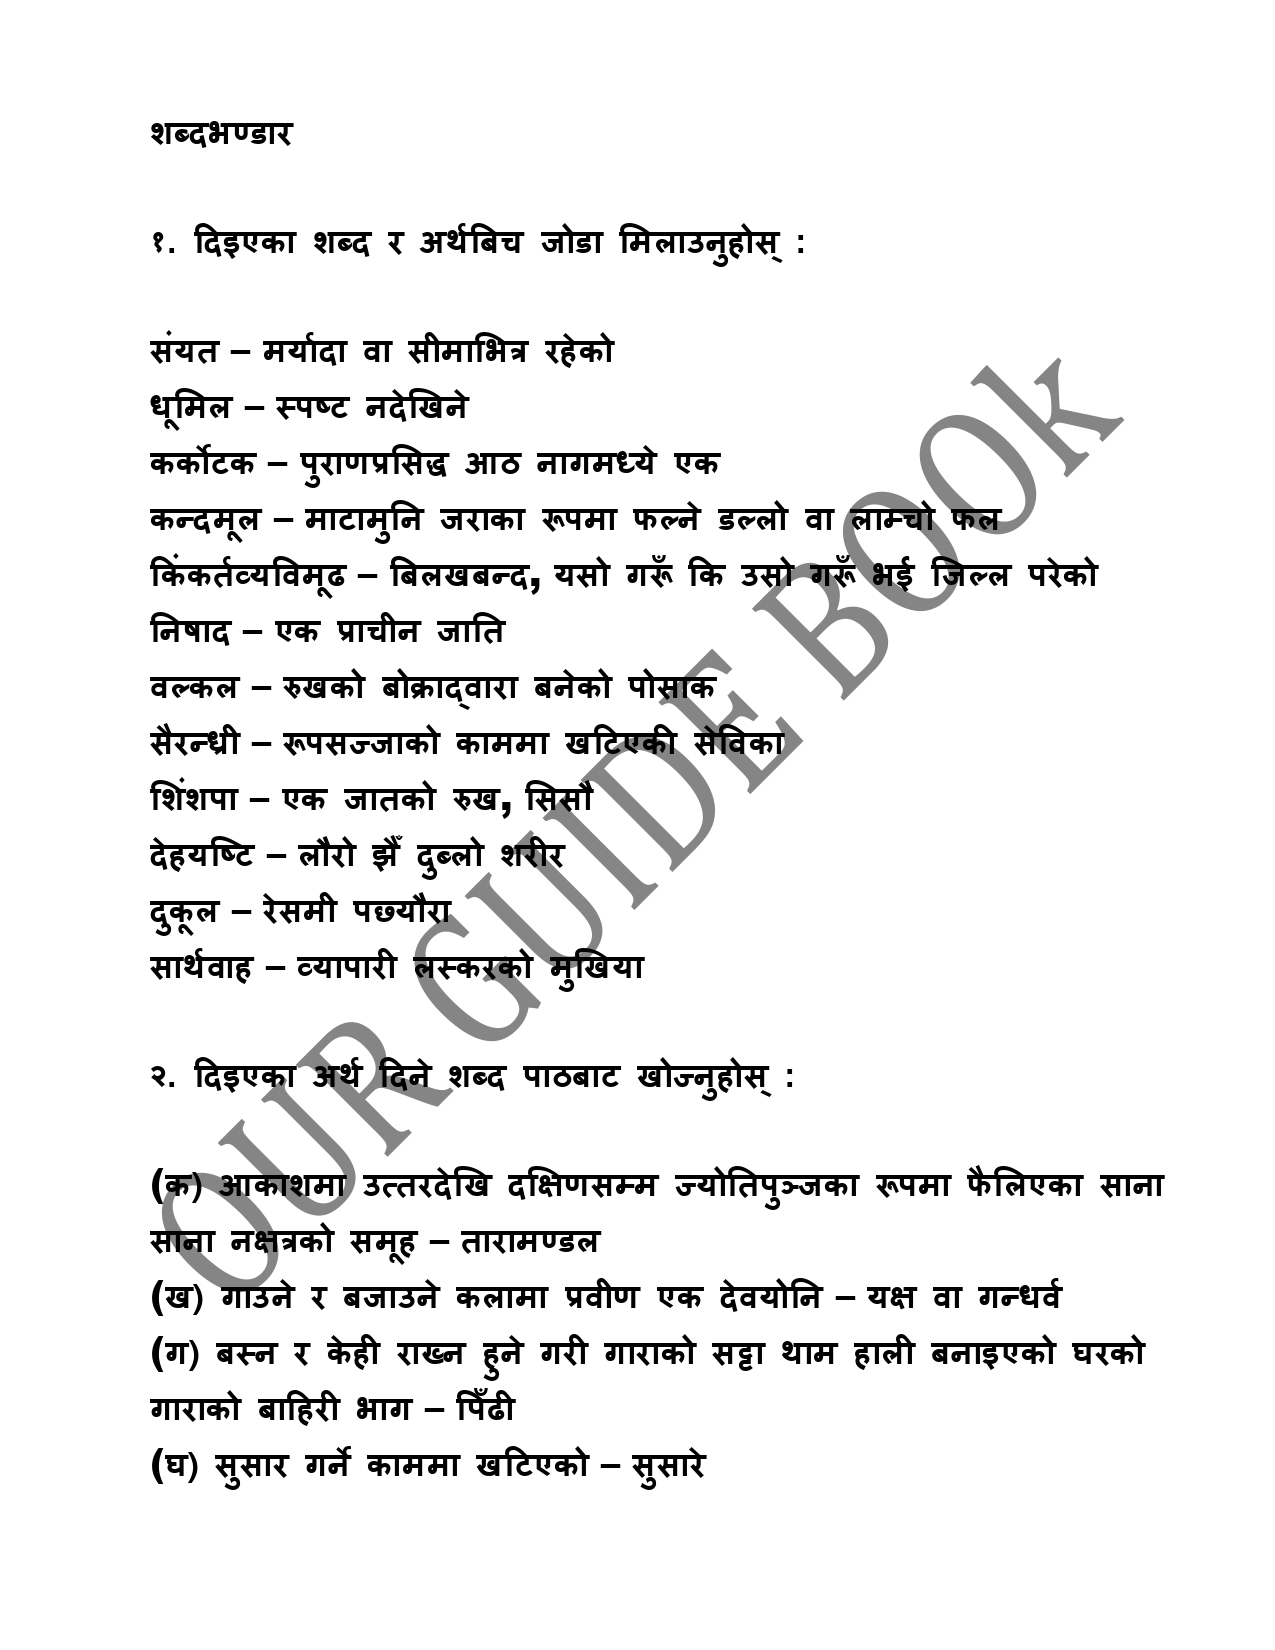 शब्दभण्डार
१. दिइएका शब्द र अर्थबिच जोडा मिलाउनुहोस् :
संयत – मर्यादा वा सीमाभित्र रहेको
धूमिल – स्पष्ट नदेखिने
कर्कोटक – पुराणप्रसिद्ध आठ नागमध्ये एक
कन्दमूल – माटामुनि जराका रूपमा फल्ने डल्लो वा लाम्चो फल
किंकर्तव्यविमूढ – बिलखबन्द, यसो गरूँ कि उसो गरूँ भई जिल्ल परेको
निषाद – एक प्राचीन जाति
वल्कल – रुखको बोक्राद्‌वारा बनेको पोसाक
सैरन्ध्री – रूपसज्जाको काममा खटिएकी सेविका
शिंशपा – एक जातको रुख, सिसौ
देहयष्टि – लौरो झैँ दुब्लो शरीर
दुकूल – रेसमी पछ्यौरा
सार्थवाह – व्यापारी लस्करको मुखिया
२. दिइएका अर्थ दिने शब्द पाठबाट खोज्नुहोस् :
(क) आकाशमा उत्तरदेखि दक्षिणसम्म ज्योतिपुञ्जका रूपमा फैलिएका साना
साना नक्षत्रको समूह – तारामण्डल
(ख) गाउने र बजाउने कलामा प्रवीण एक देवयोनि – यक्ष वा गन्धर्व
(ग) बस्न र केही राख्न हुने गरी गाराको सट्टा थाम हाली बनाइएको घरको
गाराको बाहिरी भाग – पिँढी
(घ) सुसार गर्ने काममा खटिएको – सुसारे
OUR GUIDE BOOk